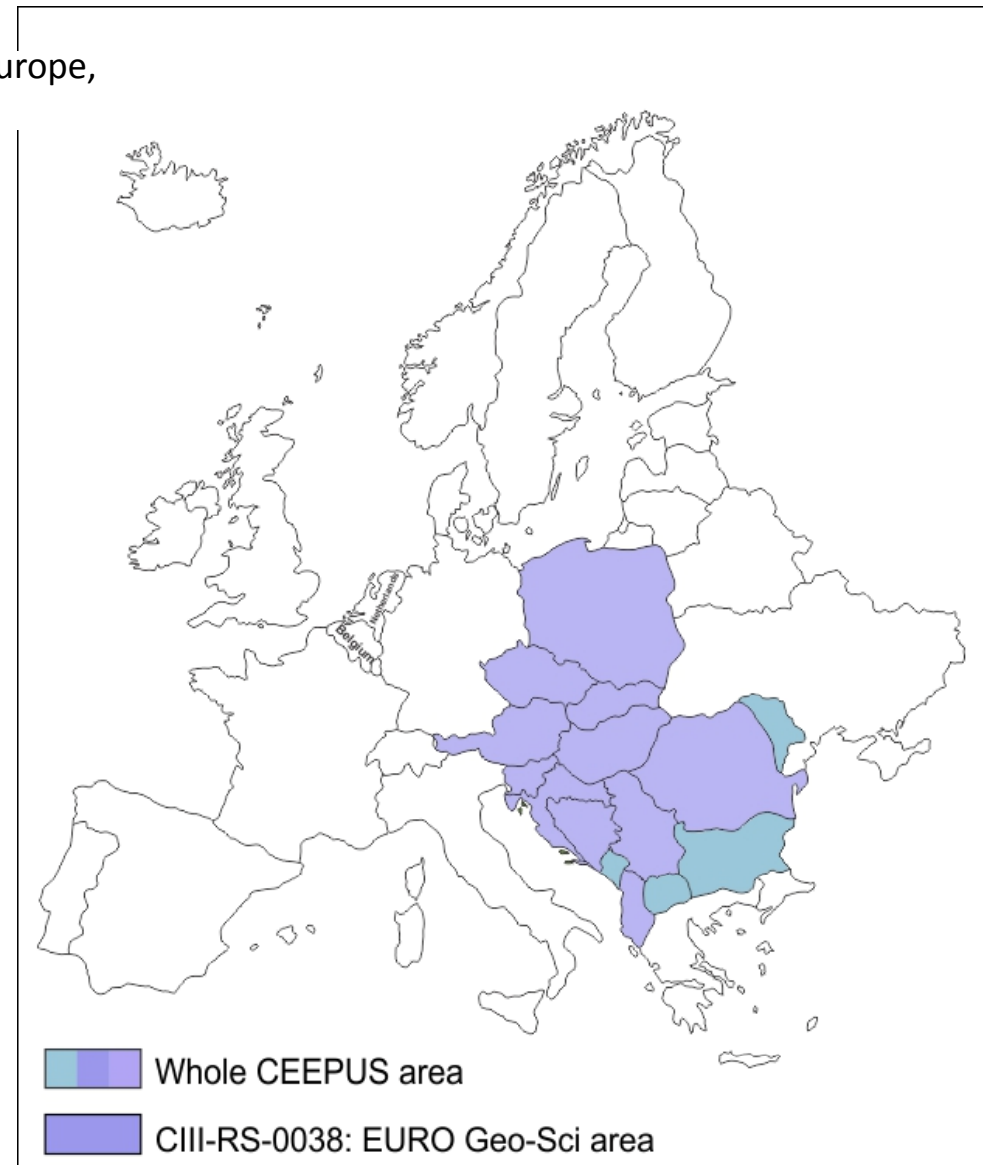 urope,
Netherlands
Belgium
Whole CEEPUS area
CIII-RS-0038: EURO Geo-Sci area